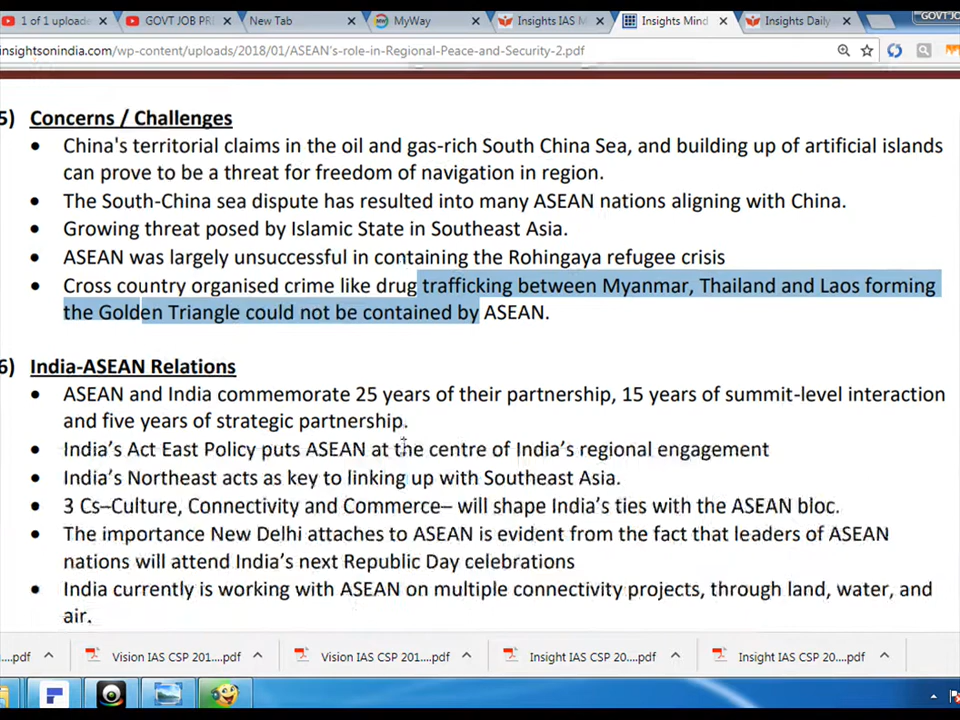 1 of 1 uploa
GOVT JOB PR
New Tab
MyWay
Insights IAS M
Insights Mind
Insights Daily
GOVT JO
insightsonindia.com/wp-content/uploads/2018/01/ASEAN's-role-in-Regional-Peace-and-Security-2.pdf
5) Concerns / Challenges
• China's territorial claims in the oil and gas-rich South China Sea, and building up of artificial islands
can prove to be a threat for freedom of navigation in region.
• The South-China sea dispute has resulted into many ASEAN nations aligning with China.
• Growing threat posed by Islamic State in Southeast Asia.
• ASEAN was largely unsuccessful in containing the Rohingaya refugee crisis
• Cross country organised crime like drug trafficking between Myanmar, Thailand and Laos forming
the Golden Triangle could not be contained by ASEAN.
6) India-ASEAN Relations
• ASEAN and India commemorate 25 years of their partnership, 15 years of summit-level interaction
and five years of strategic partnership.
• India's Act East Policy puts ASEAN at the centre of India's regional engagement
• India's Northeast acts as key to linking up with Southeast Asia.
• 3 Cs–Culture, Connectivity and Commerce– will shape India's ties with the ASEAN bloc.
• The importance New Delhi attaches to ASEAN is evident from the fact that leaders of ASEAN
nations will attend India's next Republic Day celebrations
• India currently is working with ASEAN on multiple connectivity projects, through land, water, and
air.
....pdf
Vision IAS CSP 201....pdf
Vision IAS CSP 201....pdf
Insight IAS CSP 20....pdf
Insight IAS CSP 20....pdf